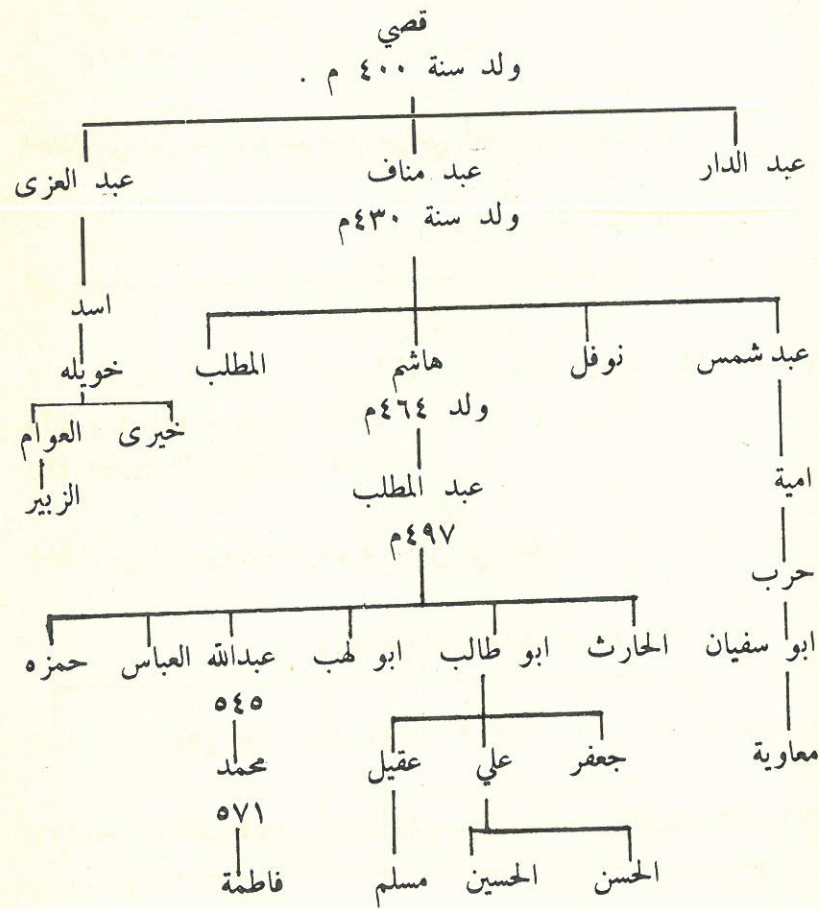 قصي
ولد سنة ٤٠٠ م .
عبد الدار عبد مناف عبد العزى
ولد سنة ٤٣٠م
اسد
عبد شمس نوفل هاشم المطلب خويله
ولد ٤٦٤م
خيرى العوام
امية عبد المطلب الزبير
٤٩٧م
حرب
ابو سفيان الحارث ابو طالب ابو لهب عبدالله العباس حمزه
٥٤٥
معاوية جعفر علي عقيل محمد
٥٧١
الحسن الحسين مسلم فاطمة